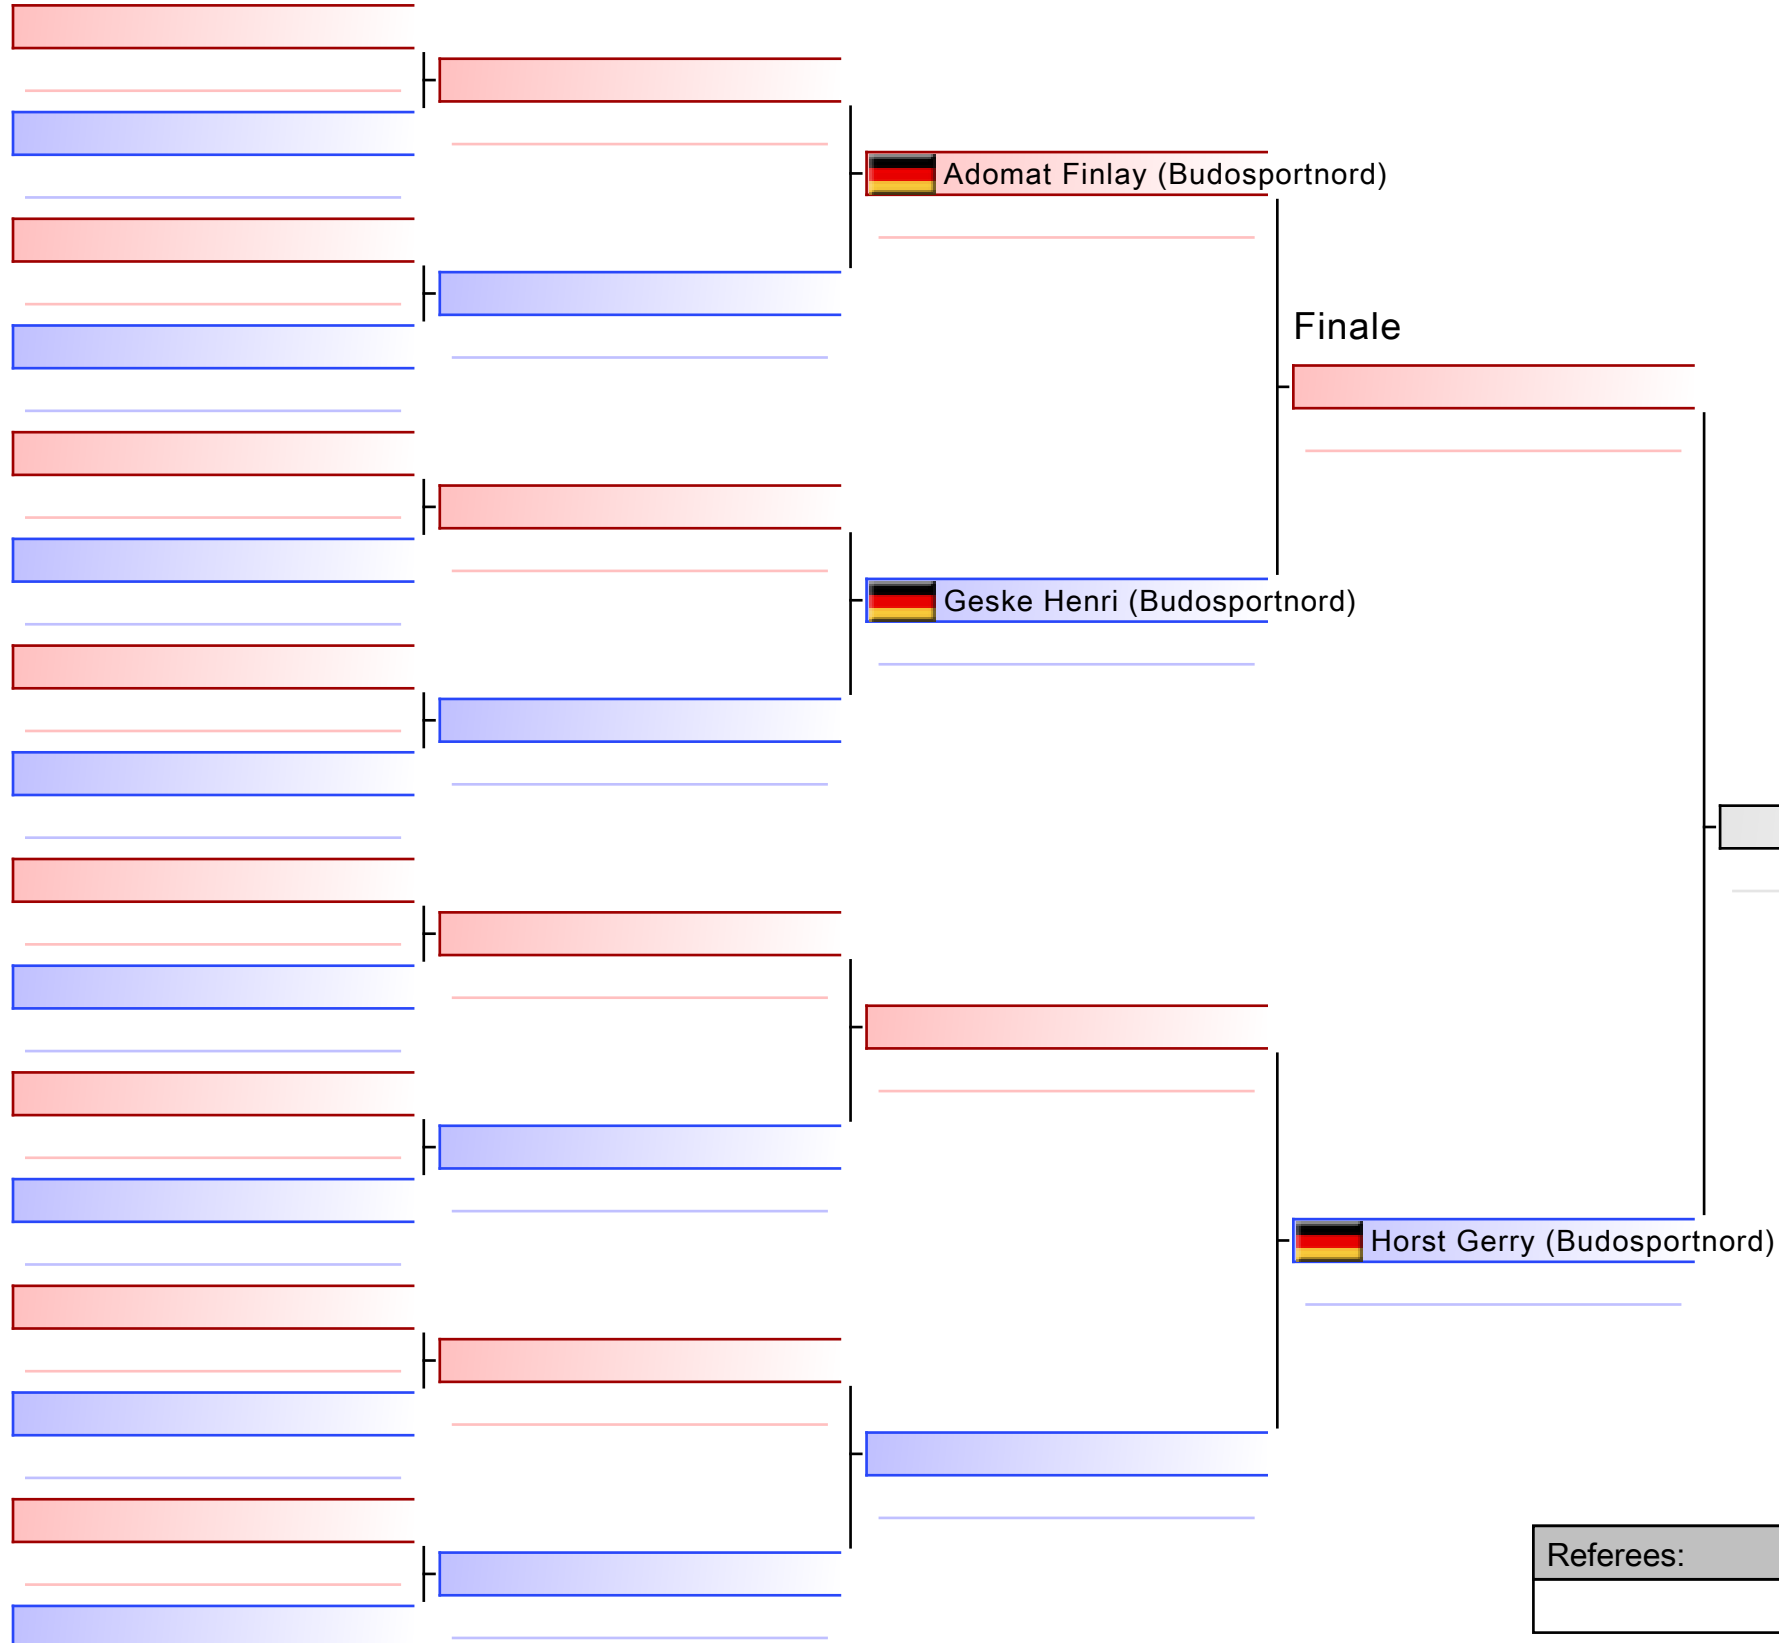 Adomat Finlay (Budosportnord)
Finale
Geske Henri (Budosportnord)
Horst Gerry (Budosportnord)
Referees: